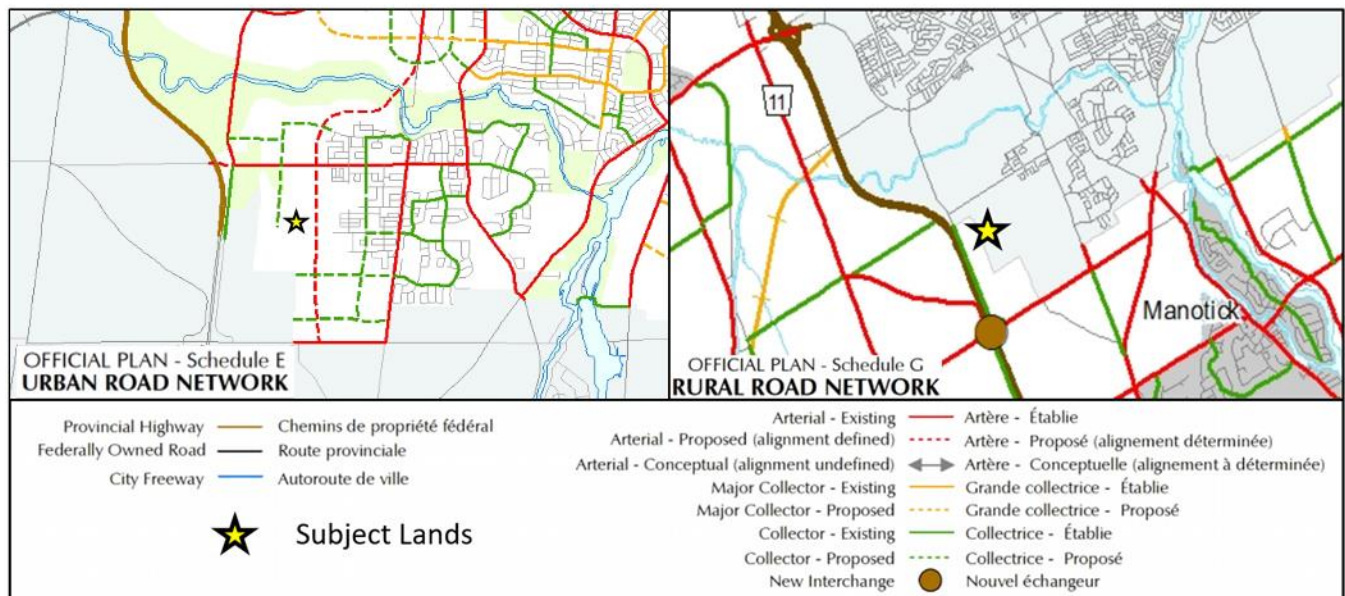 11
Manotick
OFFICIAL PLAN - Schedule E
URBAN ROAD NETWORK
OFFICIAL PLAN - Schedule G
RURAL ROAD NETWORK
Provincial Highway Chemins de propriété fédéral
Federally Owned Road Route provinciale
City Freeway Autoroute de ville
Subject Lands
Arterial - Existing Artère - Établie
Arterial - Proposed (alignment defined) Artère - Proposé (alignement déterminée)
Arterial - Conceptual (alignment undefined) Artère - Conceptuelle (alignement à déterminée)
Major Collector - Existing Grande collectrice - Établie
Major Collector - Proposed Grande collectrice - Proposé
Collector - Existing Collectrice - Établie
Collector - Proposed Collectrice - Proposé
New Interchange Nouvel échangeur